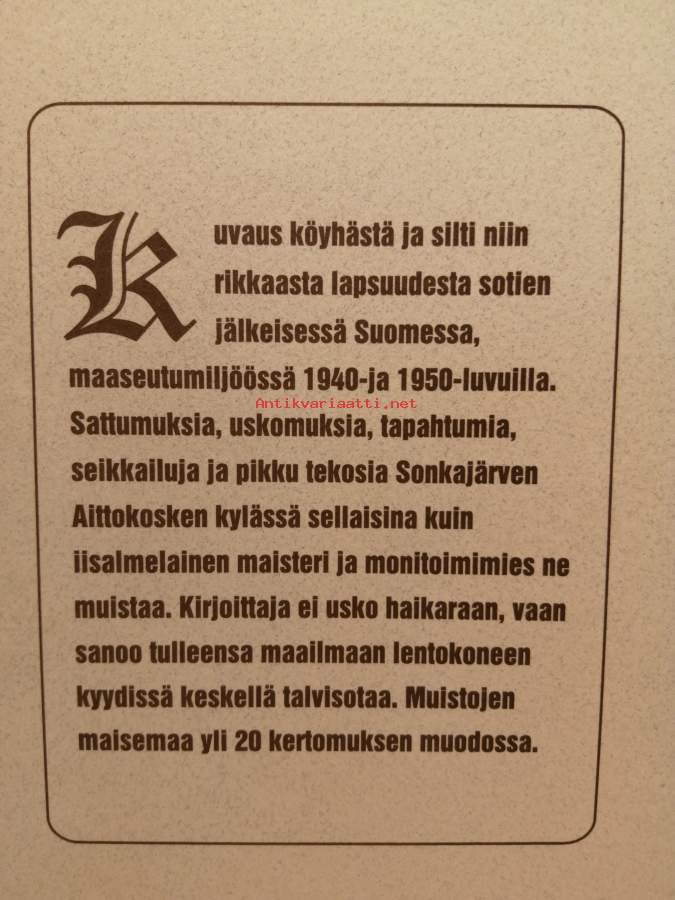 Kuvaus köyhästä ja silti niin
rikkaasta lapsuudesta sotien
jälkeisessä Suomessa,
maaseutumiljöössä 1940-ja 1950-luvuilla.
Antikvariaatti.net
Sattumuksia, uskomuksia, tapahtumia,
seikkailuja ja pikku tekosia Sonkajärven
Aittokosken kylässä sellaisina kuin
iisalmelainen maisteri ja monitoimimies ne
muistaa. Kirjoittaja ei usko haikaraan, vaan
sanoo tulleensa maailmaan lentokoneen
kyydissä keskellä talvisotaa. Muistojen
maisemaa yli 20 kertomuksen muodossa.